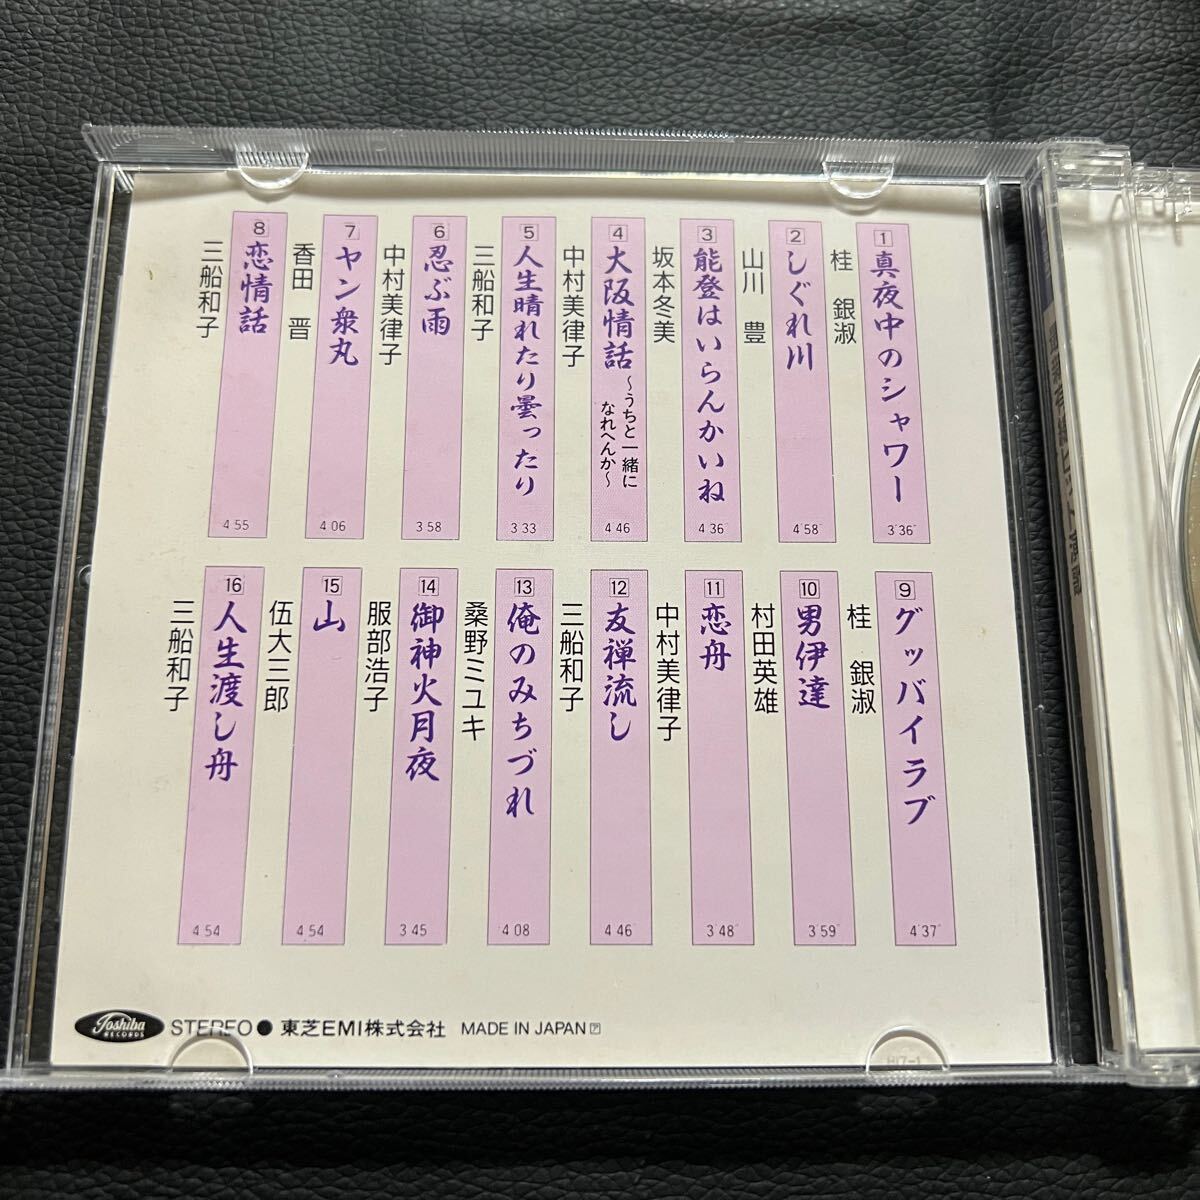 1 真夜中のシャワー
3'36"
桂 銀淑
2 しぐれ川
4'58
山川 豊
3 能登はいらんかいね
4'36
坂本冬美
4 大阪情話
~うちと一緒に
なれへんか~
4'46
中村美律子
5 人生晴れたり曇ったり
3'33
三船和子
6 忍ぶ雨
3'58
中村美律子
7 ヤン衆丸
4'06
香田 晋
8 恋情話
4'55
三船和子
9 グッバイラブ
4'37"
桂 銀淑
10 男伊達
3'59"
村田英雄
11 恋舟
3'48"
中村美律子
12 友禅流し
4'46"
三船和子
13 俺のみちづれ
4'08
桑野ミユキ
14 御神火月夜
3'45
服部浩子
15 山
4'54
伍大三郎
16 人生渡し舟
4'54
三船和子
Toshiba RECORDS
STEREO● 東芝EMI株式会社 MADE IN JAPAN ア
H17-1